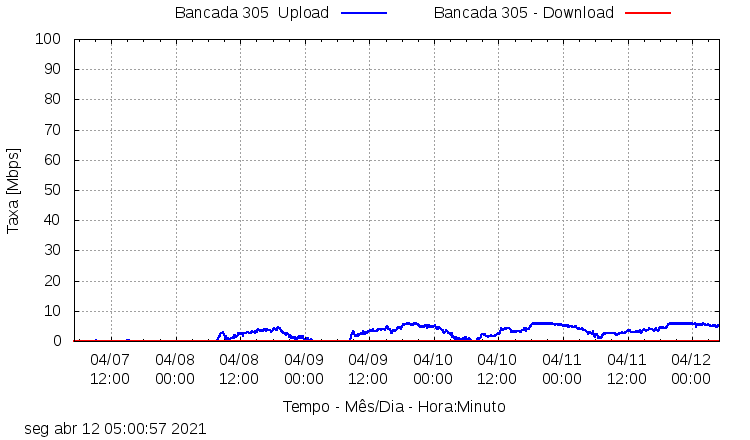 Bancada 305  Upload
Bancada 305 - Download
100
90
80
70
60
50
40
30
20
10
0
Taxa [Mbps]
04/07 04/08 04/08 04/09 04/09 04/10 04/10 04/11 04/11 04/12
12:00 00:00 12:00 00:00 12:00 00:00 12:00 00:00 12:00 00:00
Tempo - Mês/Dia - Hora:Minuto
seg abr 12 05:00:57 2021